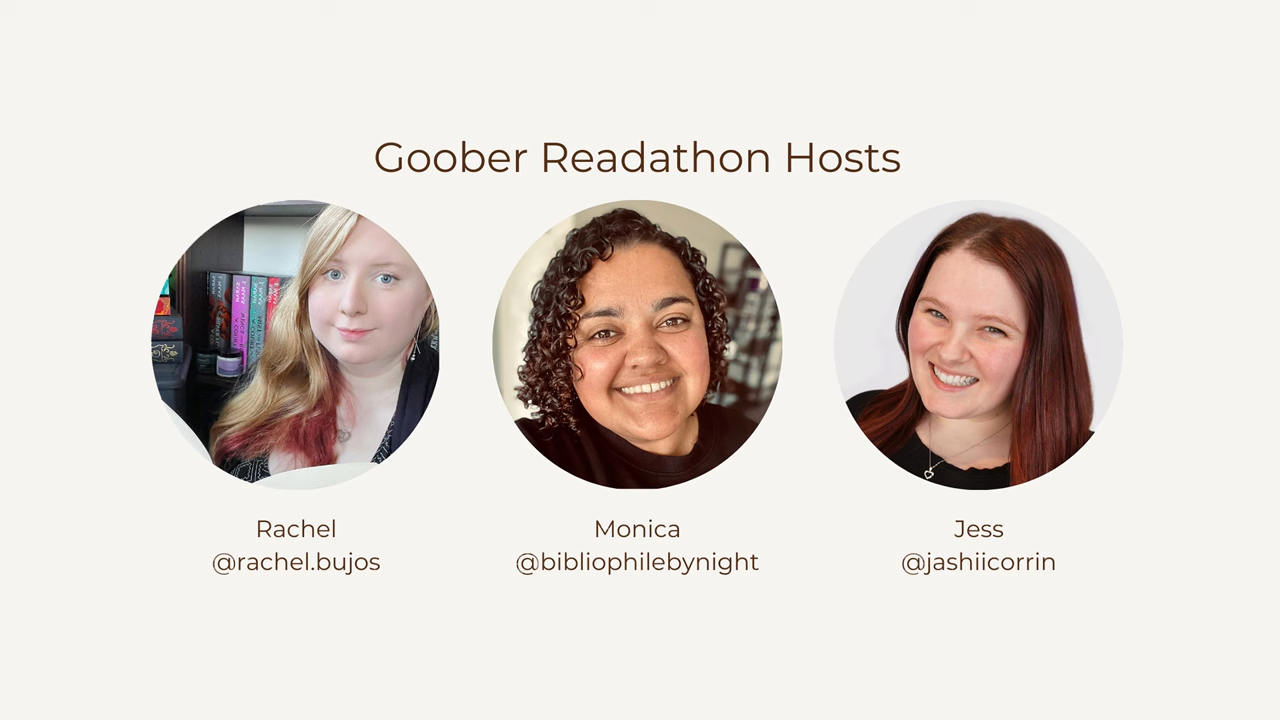 Goober Readathon Hosts
Rachel
@rachel.bujos
Monica
@bibliophilebynight
Jess
@jashiicorrin